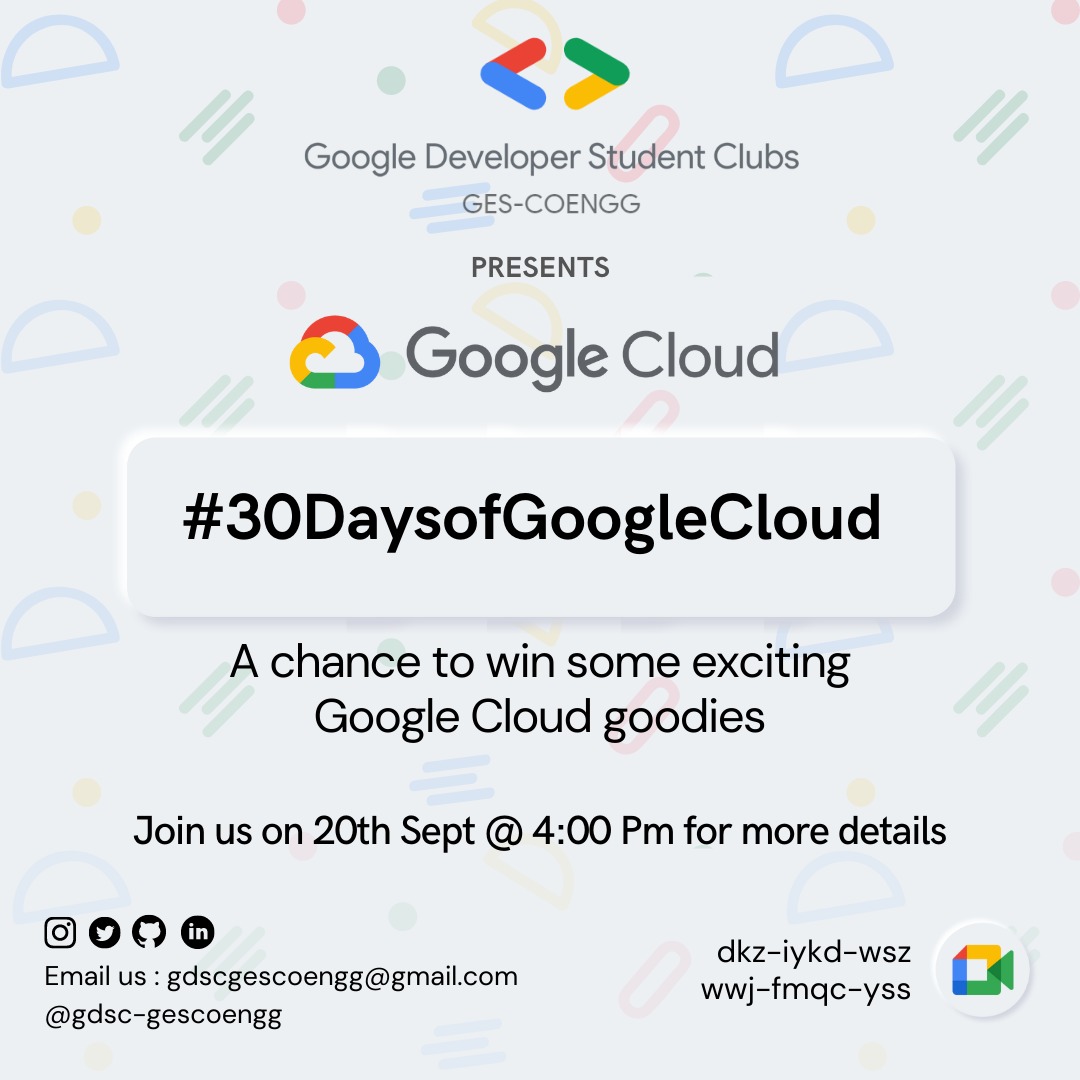 Google Developer Student Clubs
GES-COENGG
PRESENTS
Google Cloud
#30DaysofGoogleCloud
A chance to win some exciting
Google Cloud goodies
Join us on 20th Sept @ 4:00 Pm for more details
Email us : gdscgescoengg@gmail.com
@gdsc-gescoengg
dkz-iykd-wsz
wwj-fmqc-yss